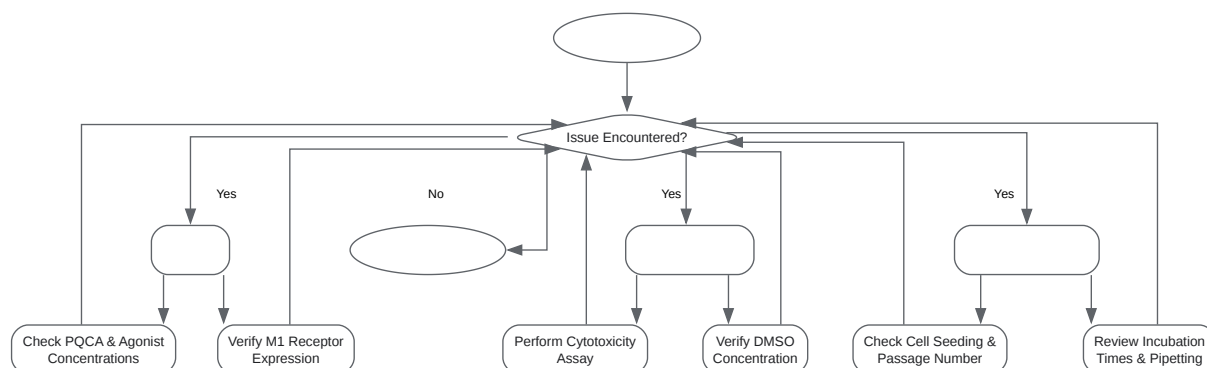 Issue Encountered?
Yes
No
Yes
Yes
Check PQCA & Agonist
Concentrations
Verify M1 Receptor
Expression
Perform Cytotoxicity
Assay
Verify DMSO
Concentration
Check Cell Seeding &
Passage Number
Review Incubation
Times & Pipetting